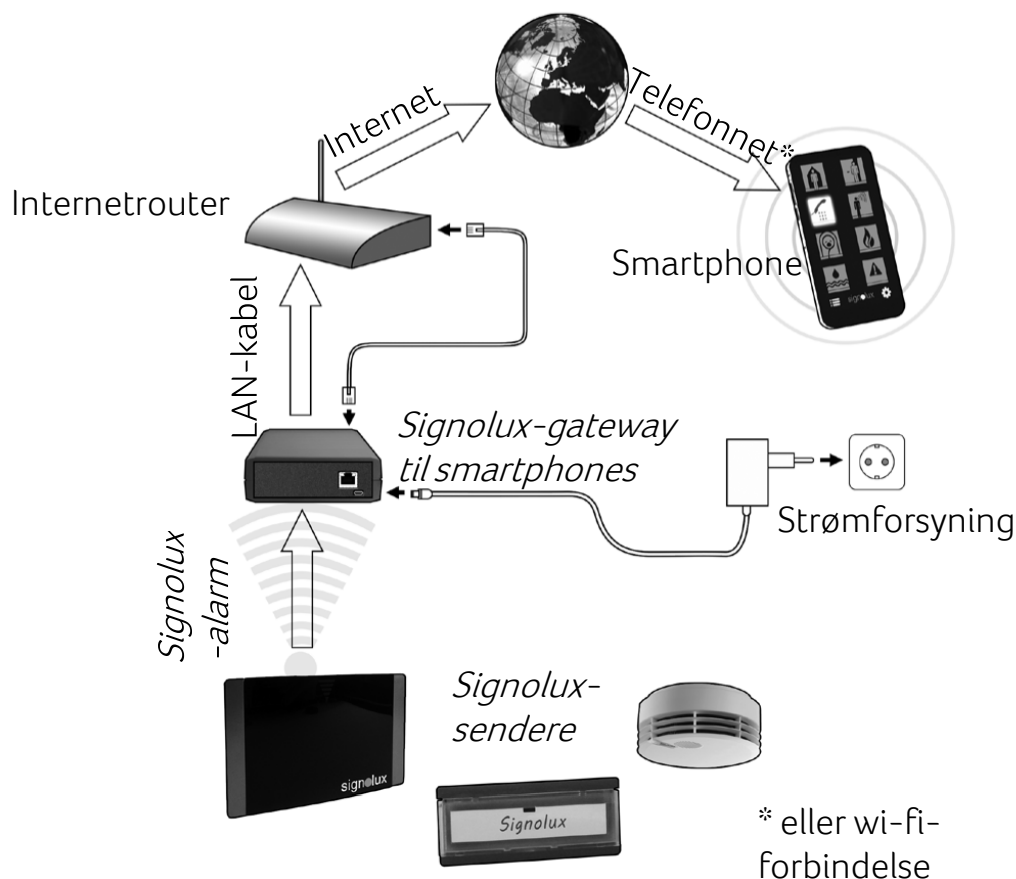 Internet
Telefonnet*
Internetrouter
Smartphone
signolux
LAN-kabel
Signolux-gateway
til smartphones
Strømforsyning
Signolux
-alarm
Signolux-
sendere
signolux
Signolux
* eller wi-fi-
forbindelse